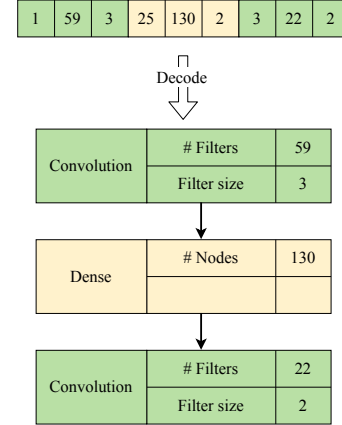 1 59 3 25 130 2 3 22 2
Decode
Convolution
# Filters 59
Filter size 3
Dense
# Nodes 130
Convolution
# Filters 22
Filter size 2